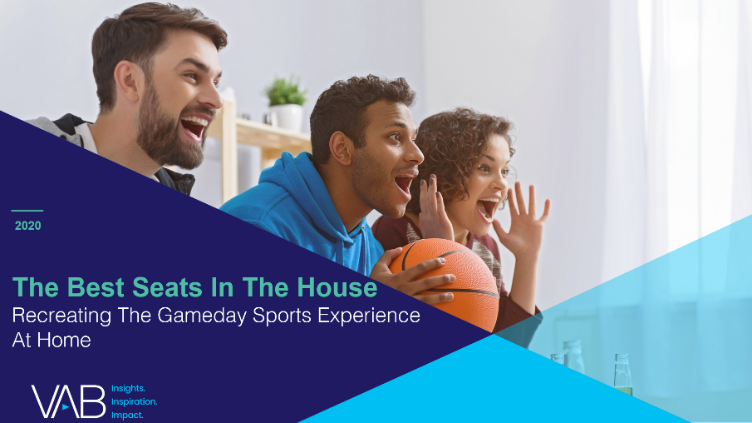 2020
The Best Seats In The House
Recreating The Gameday Sports Experience
At Home
VAB
Insights.
Inspiration.
Impact.